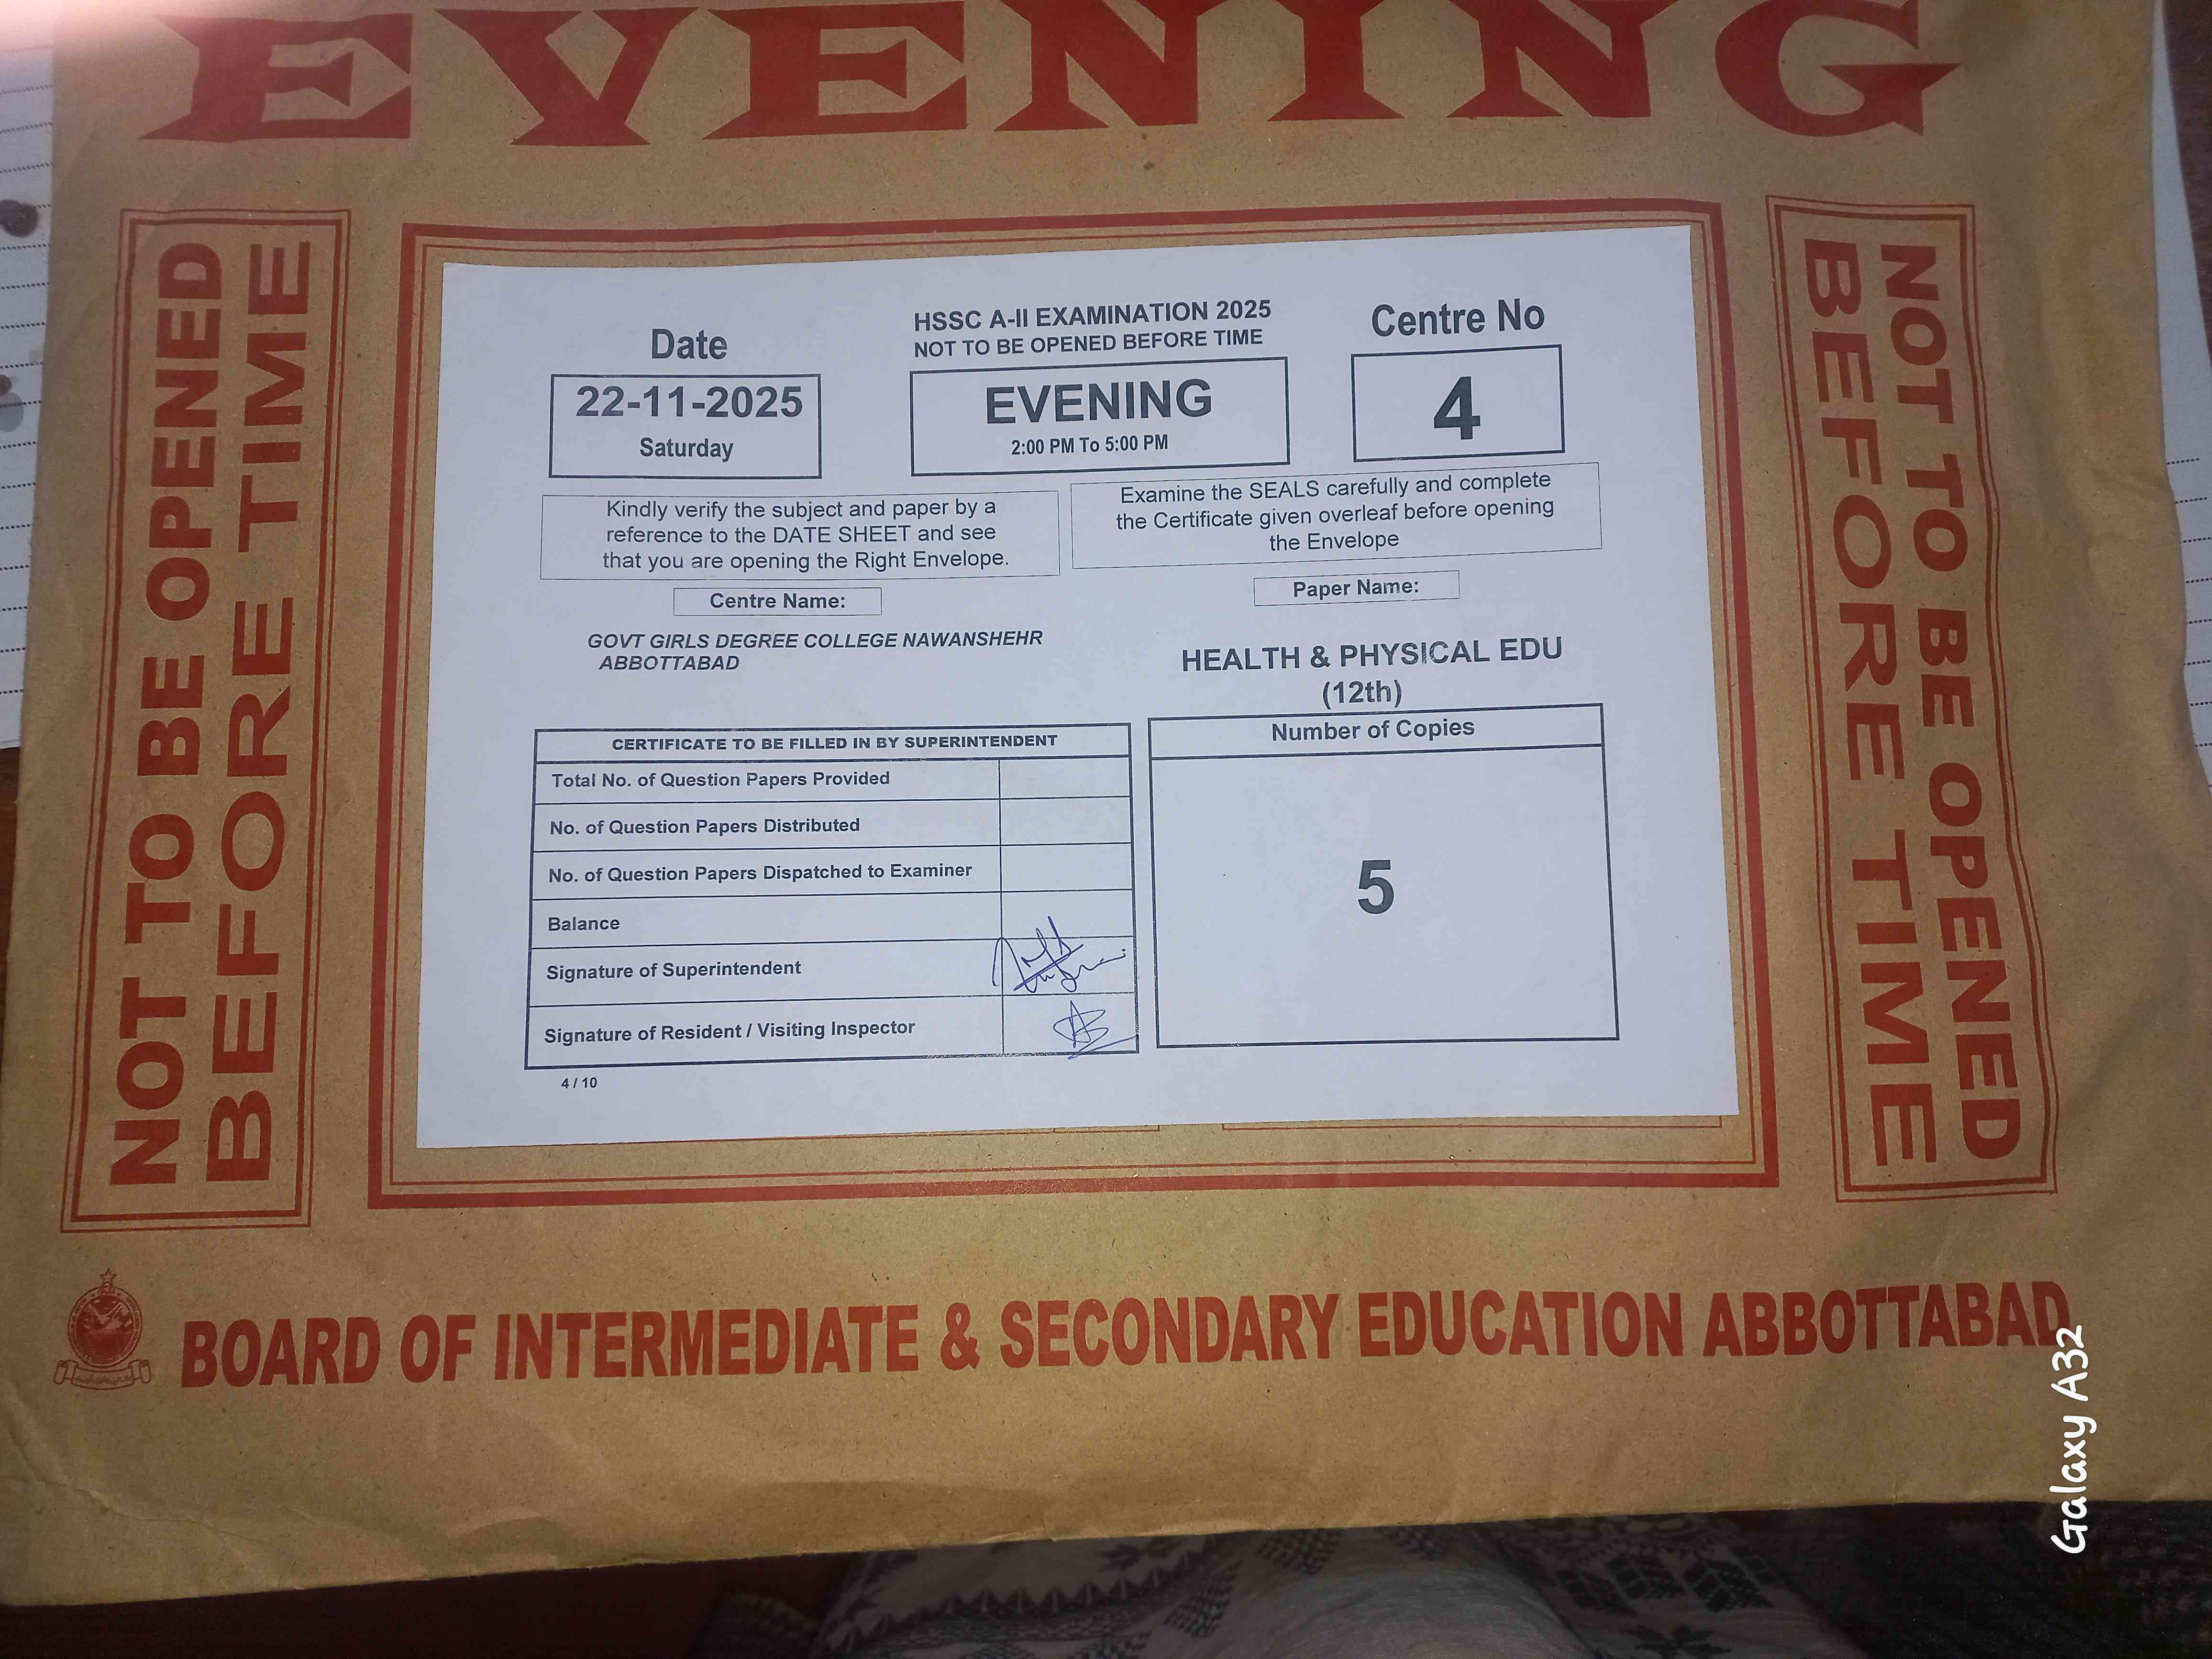 EVENING
NOT TO BE OPENED
BEFORE TIME
HSSC A-II EXAMINATION 2025
NOT TO BE OPENED BEFORE TIME
Date
22-11-2025
Saturday
EVENING
2:00 PM To 5:00 PM
Centre No
4
Kindly verify the subject and paper by a
reference to the DATE SHEET and see
that you are opening the Right Envelope.
Examine the SEALS carefully and complete
the Certificate given overleaf before opening
the Envelope
Centre Name:
GOVT GIRLS DEGREE COLLEGE NAWANSHEHR
ABBOTTABAD
Paper Name:
HEALTH & PHYSICAL EDU
(12th)
CERTIFICATE TO BE FILLED IN BY SUPERINTENDENT
Total No. of Question Papers Provided
No. of Question Papers Distributed
No. of Question Papers Dispatched to Examiner
Balance
Signature of Superintendent
Signature of Resident / Visiting Inspector
4 / 10
Number of Copies
5
NOT TO BE OPENED
BEFORE TIME
BOARD OF INTERMEDIATE & SECONDARY EDUCATION ABBOTTABAD
Galaxy A32